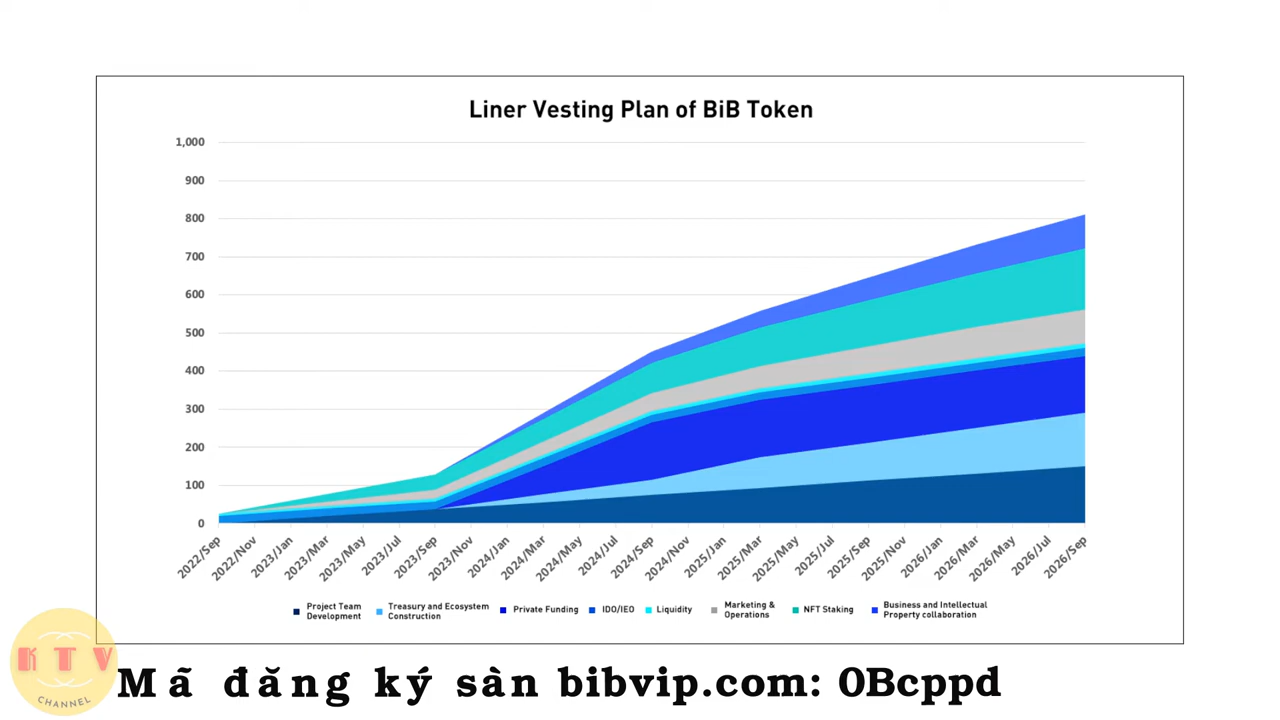 Liner Vesting Plan of BiB Token
1,000
900
800
700
600
500
400
300
200
100
0
2022/Sep
2022/Nov
2023/Jan
2023/Mar
2023/May
2023/Jul
2023/Sep
2023/Nov
2024/Jan
2024/Mar
2024/May
2024/Jul
2024/Sep
2024/Nov
2025/Jan
2025/Mar
2025/May
2025/Jul
2025/Sep
2025/Nov
2026/Jan
2026/Mar
2026/May
2026/Jul
2026/Sep
Project Team
Development
Treasury and Ecosystem
Construction
Private Funding
IDO/IEO
Liquidity
Marketing &
Operations
NFT Staking
Business and Intellectual
Property collaboration
KTV
CHANNEL
Mã đăng ký sàn bibvip.com: 0Bcppd